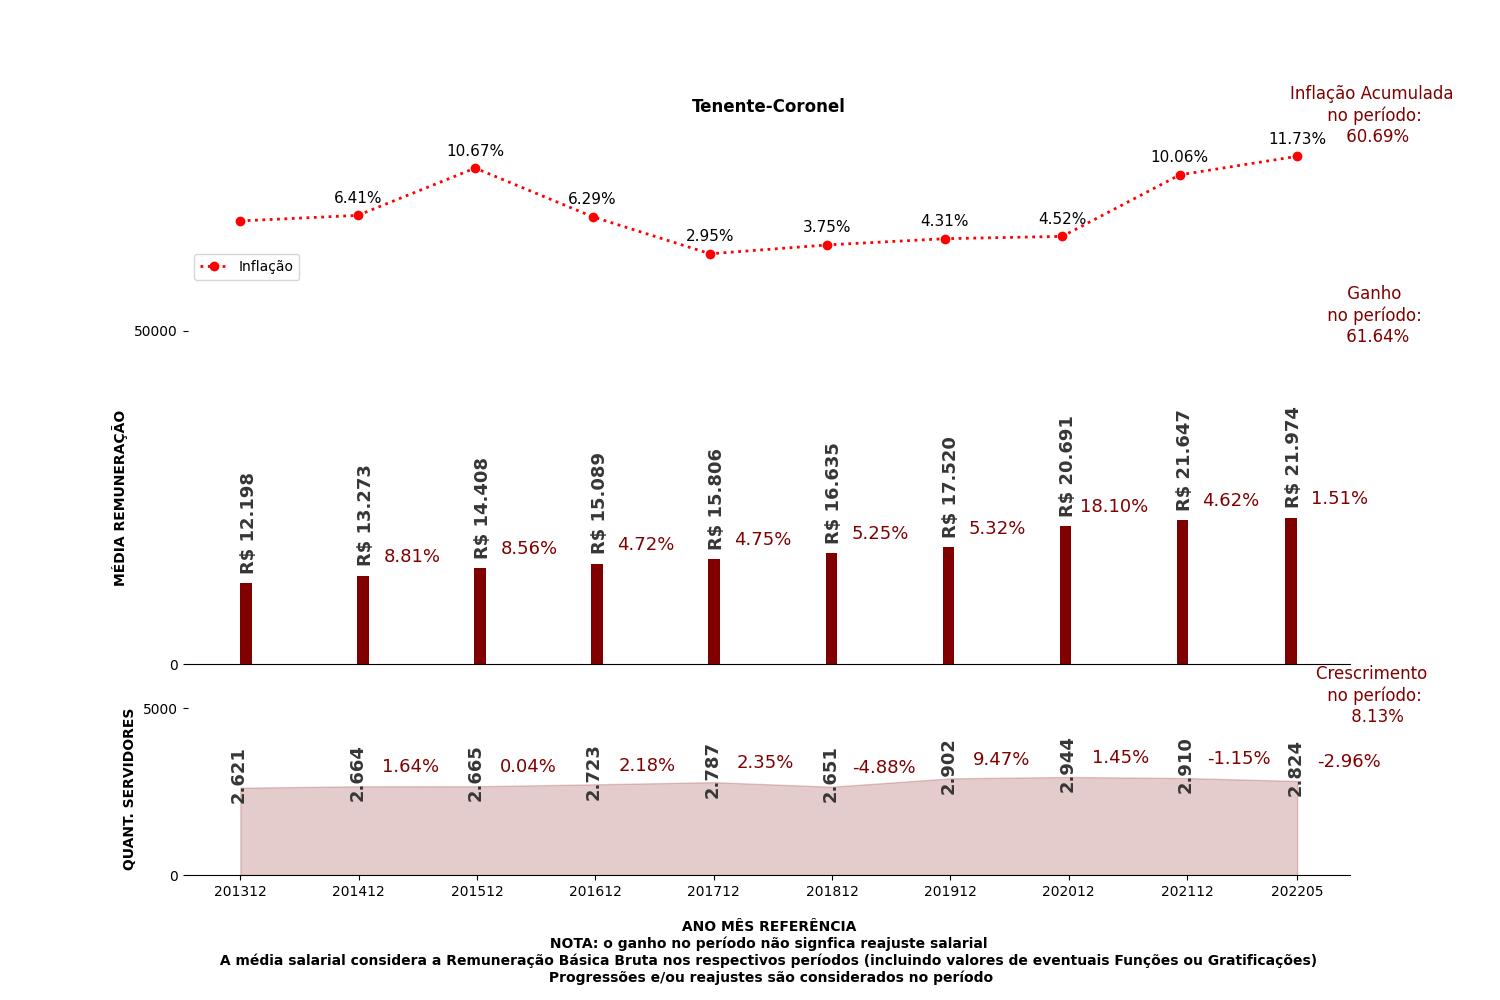 Tenente-Coronel
Inflação Acumulada
no período:
60.69%
6.41%
10.67%
6.29%
2.95%
3.75%
4.31%
4.52%
10.06%
11.73%
Inflação
Ganho
no período:
61.64%
50000
0
MÉDIA REMUNERAÇÃO
R$ 12.198
R$ 13.273
R$ 14.408
R$ 15.089
R$ 15.806
R$ 16.635
R$ 17.520
R$ 20.691
R$ 21.647
R$ 21.974
8.81%
8.56%
4.72%
4.75%
5.25%
5.32%
18.10%
4.62%
1.51%
Crescrimento
no período:
8.13%
5000
0
QUANT. SERVIDORES
2.621
2.664
2.665
2.723
2.787
2.651
2.902
2.944
2.910
2.824
1.64%
0.04%
2.18%
2.35%
-4.88%
9.47%
1.45%
-1.15%
-2.96%
201312
201412
201512
201612
201712
201812
201912
202012
202112
202205
ANO MÊS REFERÊNCIA
NOTA: o ganho no período não signfica reajuste salarial
A média salarial considera a Remuneração Básica Bruta nos respectivos períodos (incluindo valores de eventuais Funções ou Gratificações)
Progressões e/ou reajustes são considerados no período